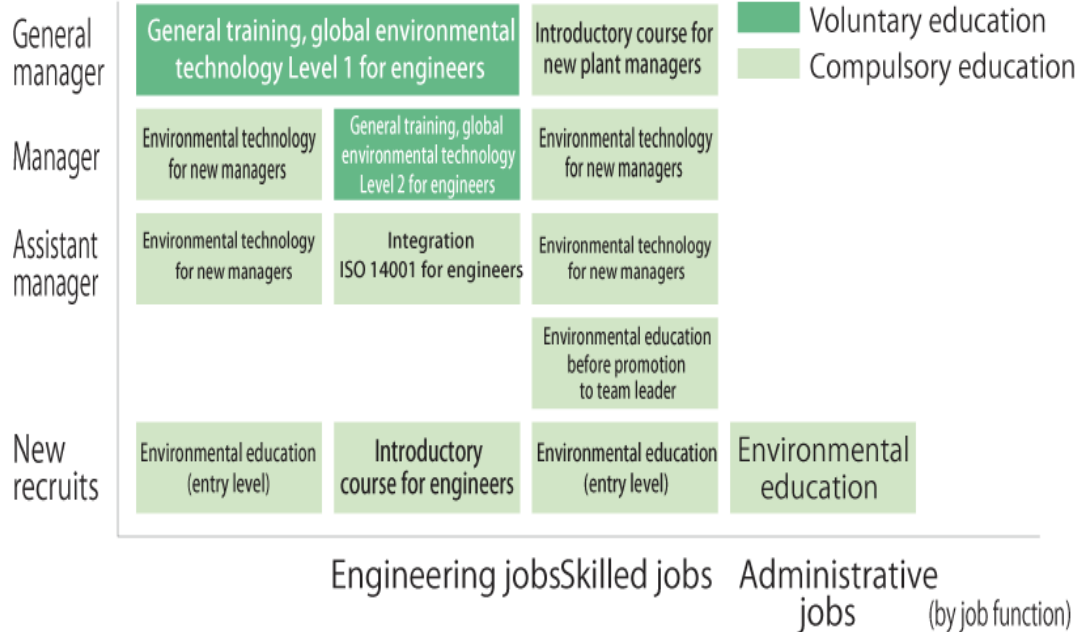 General
manager
General training, global environmental
technology Level 1 for engineers
Introductory course for
new plant managers
Voluntary education
Compulsory education
Manager
Environmental technology
for new managers
General training, global
environmental technology
Level 2 for engineers
Environmental technology
for new managers
Assistant
manager
Environmental technology
for new managers
Integration
ISO 14001 for engineers
Environmental technology
for new managers
Environmental education
before promotion
to team leader
New
recruits
Environmental education
(entry level)
Introductory
course for engineers
Environmental education
(entry level)
Environmental
education
Engineering jobs
Skilled jobs
Administrative
jobs
(by job function)